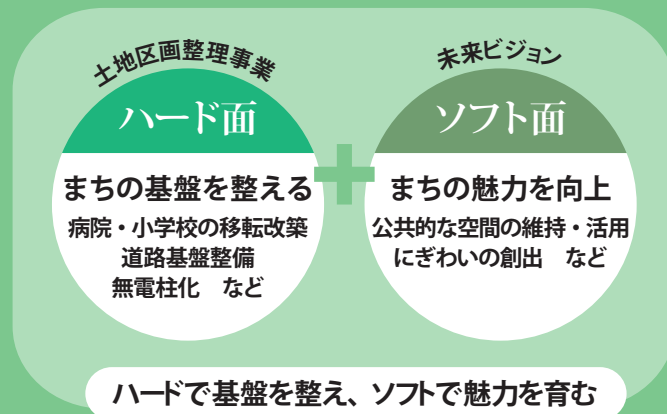 土地区画整理事業
ハード面
まちの基盤を整える
病院・小学校の移転改築
道路基盤整備
無電柱化　など
+
未来ビジョン
ソフト面
まちの魅力を向上
公共的な空間の維持・活用
にぎわいの創出　など
ハードで基盤を整え、ソフトで魅力を育む